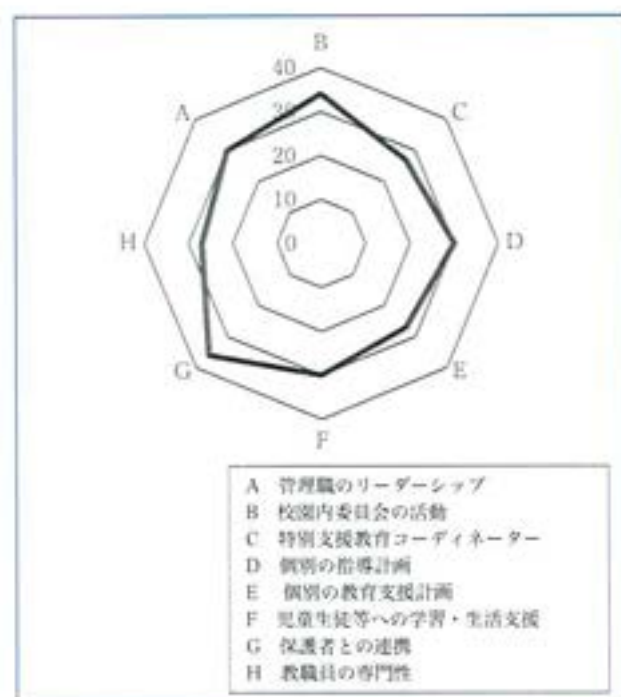 B
40
A
30
C
20
10
H
0
D
G
E
F
A 管理職のリーダーシップ
B 校園内委員会の活動
C 特別支援教育コーディネーター
D 個別の指導計画
E 個別の教育支援計画
F 児童生徒等への学習・生活支援
G 保護者との連携
H 教職員の専門性